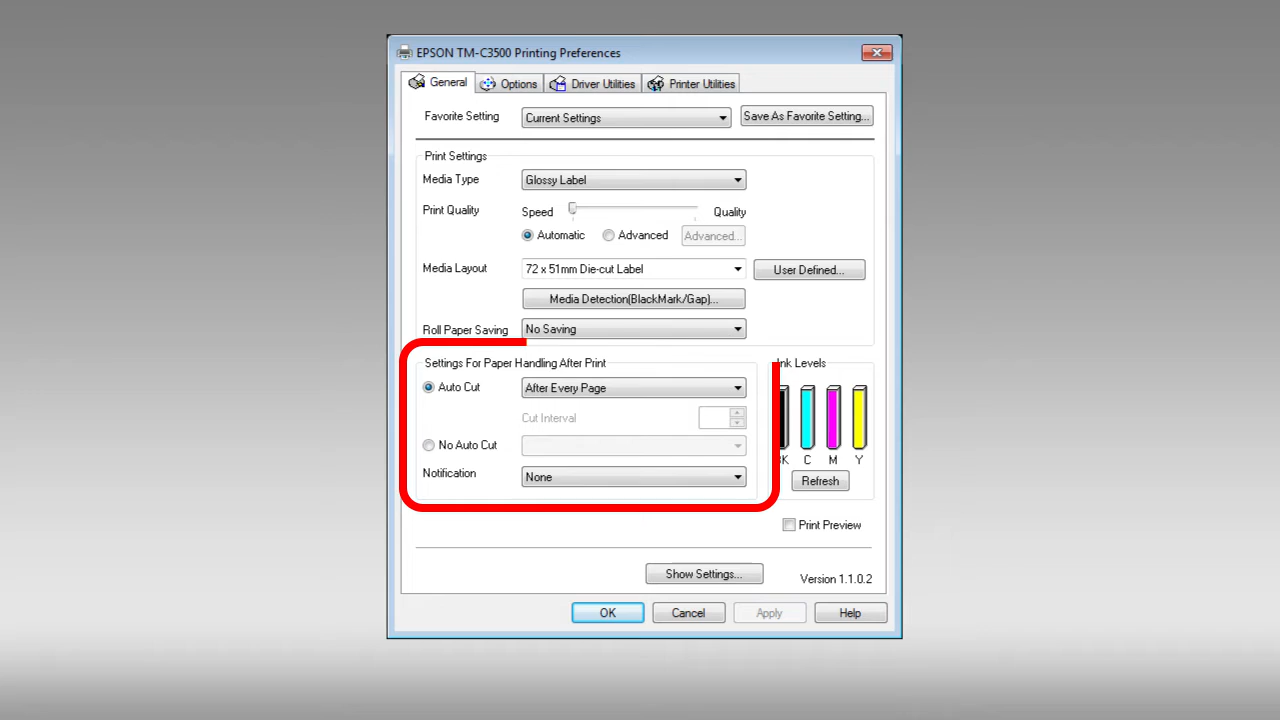 EPSON TM-C3500 Printing Preferences
General Options Driver Utilities Printer Utilities
Favorite Setting Current Settings Save As Favorite Setting...
Print Settings
Media Type Glossy Label
Print Quality Speed Quality
Automatic Advanced Advanced...
Media Layout 72 x 51mm Die-cut Label User Defined...
Media Detection(BlackMark/Gap)...
Roll Paper Saving No Saving
Settings For Paper Handling After Print Ink Levels
Auto Cut After Every Page
Cut Interval
No Auto Cut
BK C M Y
Notification None Refresh
Print Preview
Show Settings... Version 1.1.0.2
OK Cancel Apply Help